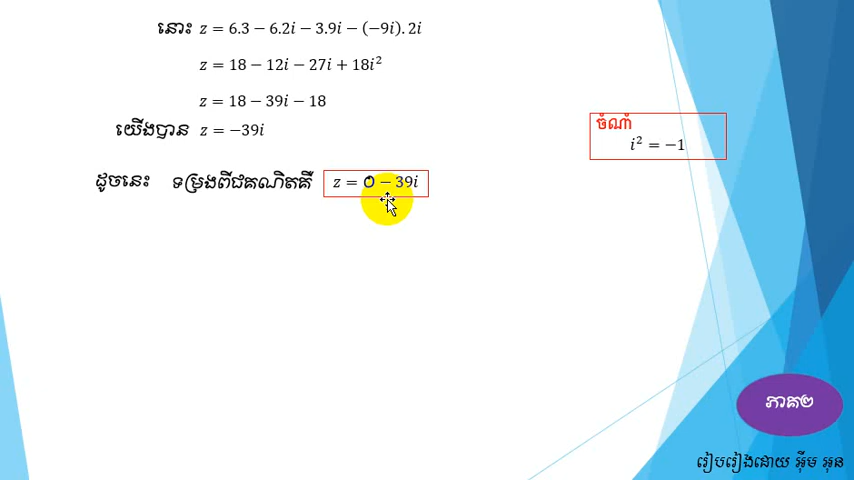 នោះ z = 6.3 − 6.2i − 3.9i − (−9i). 2i
z = 18 − 12i − 27i + 18i²
z = 18 − 39i − 18
យើងបាន z = −39i
ចំណាំ
i² = −1
ដូចនេះ ទម្រង់ពីជគណិតគឺ z = 0 − 39i
ភាគ២
រៀបរៀងដោយ អ៊ីម អុន